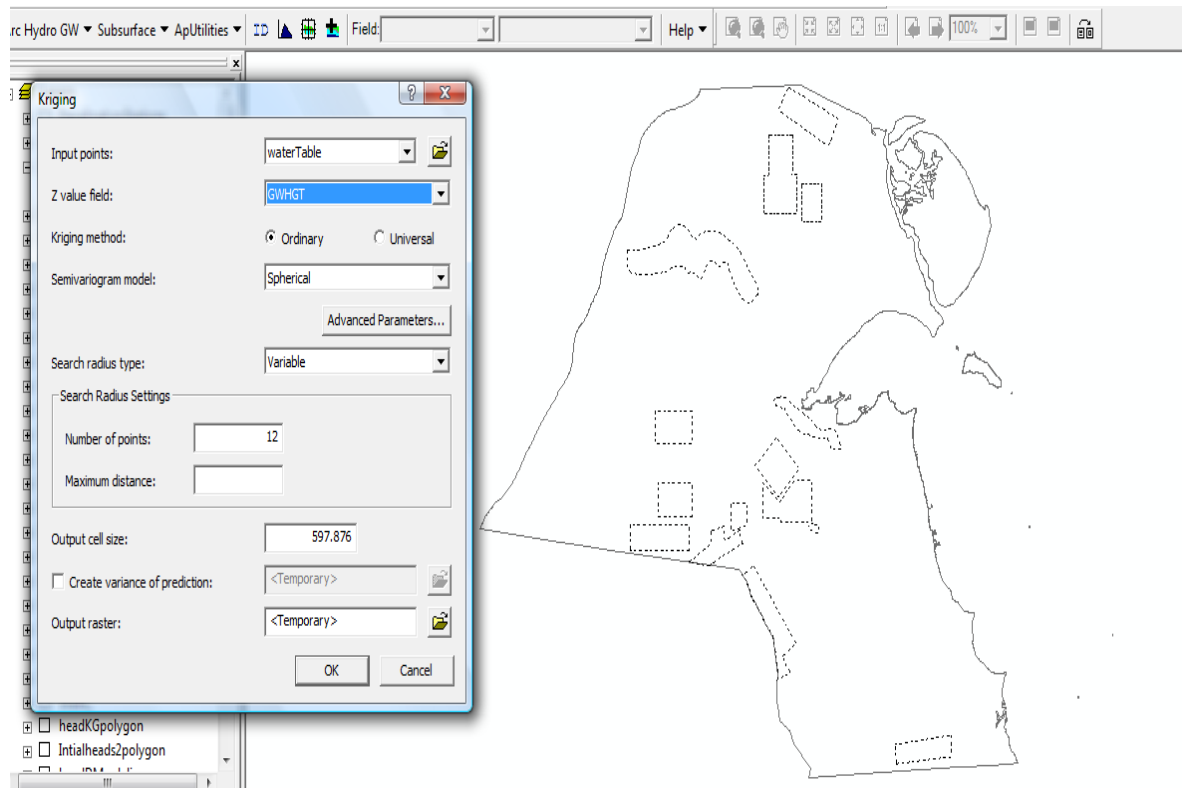 rc Hydro GW Subsurface ApUtilities ID Field: Help 100%
Kriging
Input points: waterTable
Z value field: GWHGT
Kriging method: Ordinary Universal
Semivariogram model: Spherical
Advanced Parameters...
Search radius type: Variable
Search Radius Settings
Number of points: 12
Maximum distance:
Output cell size: 597.876
Create variance of prediction: <Temporary>
Output raster: <Temporary>
OK Cancel
headKGpolygon
Intialheads2polygon